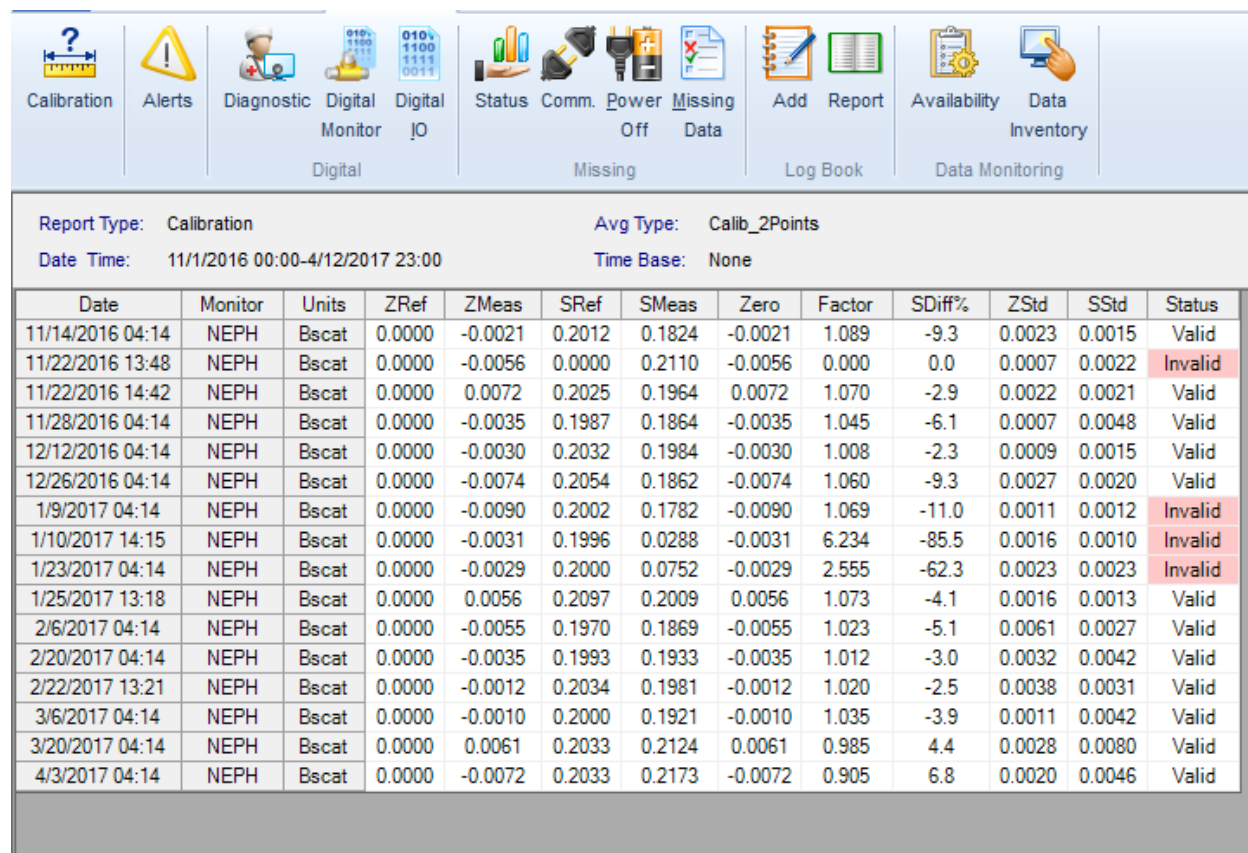 Calibration Alerts Diagnostic Digital Digital Status Comm. Power Missing Add Report Availability Data
Monitor IO Off Data Inventory
Digital Missing Log Book Data Monitoring
Report Type: Calibration Avg Type: Calib_2Points
Date Time: 11/1/2016 00:00-4/12/2017 23:00 Time Base: None
Date Monitor Units ZRef ZMeas SRef SMeas Zero Factor SDiff% ZStd SStd Status
11/14/2016 04:14 NEPH Bscat 0.0000 -0.0021 0.2012 0.1824 -0.0021 1.089 -9.3 0.0023 0.0015 Valid
11/22/2016 13:48 NEPH Bscat 0.0000 -0.0056 0.0000 0.2110 -0.0056 0.000 0.0 0.0007 0.0022 Invalid
11/22/2016 14:42 NEPH Bscat 0.0000 0.0072 0.2025 0.1964 0.0072 1.070 -2.9 0.0022 0.0021 Valid
11/28/2016 04:14 NEPH Bscat 0.0000 -0.0035 0.1987 0.1864 -0.0035 1.045 -6.1 0.0007 0.0048 Valid
12/12/2016 04:14 NEPH Bscat 0.0000 -0.0030 0.2032 0.1984 -0.0030 1.008 -2.3 0.0009 0.0015 Valid
12/26/2016 04:14 NEPH Bscat 0.0000 -0.0074 0.2054 0.1862 -0.0074 1.060 -9.3 0.0027 0.0020 Valid
1/9/2017 04:14 NEPH Bscat 0.0000 -0.0090 0.2002 0.1782 -0.0090 1.069 -11.0 0.0011 0.0012 Invalid
1/10/2017 14:15 NEPH Bscat 0.0000 -0.0031 0.1996 0.0288 -0.0031 6.234 -85.5 0.0016 0.0010 Invalid
1/23/2017 04:14 NEPH Bscat 0.0000 -0.0029 0.2000 0.0752 -0.0029 2.555 -62.3 0.0023 0.0023 Invalid
1/25/2017 13:18 NEPH Bscat 0.0000 0.0056 0.2097 0.2009 0.0056 1.073 -4.1 0.0016 0.0013 Valid
2/6/2017 04:14 NEPH Bscat 0.0000 -0.0055 0.1970 0.1869 -0.0055 1.023 -5.1 0.0061 0.0027 Valid
2/20/2017 04:14 NEPH Bscat 0.0000 -0.0035 0.1993 0.1933 -0.0035 1.012 -3.0 0.0032 0.0042 Valid
2/22/2017 13:21 NEPH Bscat 0.0000 -0.0012 0.2034 0.1981 -0.0012 1.020 -2.5 0.0038 0.0031 Valid
3/6/2017 04:14 NEPH Bscat 0.0000 -0.0010 0.2000 0.1921 -0.0010 1.035 -3.9 0.0011 0.0042 Valid
3/20/2017 04:14 NEPH Bscat 0.0000 0.0061 0.2033 0.2124 0.0061 0.985 4.4 0.0028 0.0080 Valid
4/3/2017 04:14 NEPH Bscat 0.0000 -0.0072 0.2033 0.2173 -0.0072 0.905 6.8 0.0020 0.0046 Valid